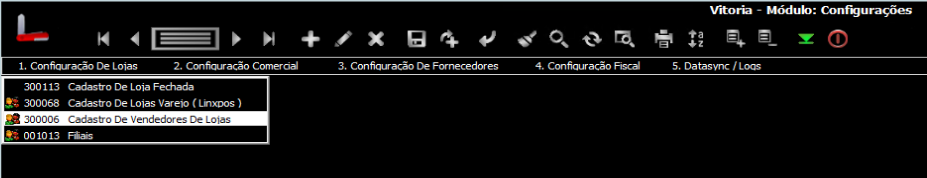 Vitoria - Módulo: Configurações
1. Configuração De Lojas 2. Configuração Comercial 3. Configuração De Fornecedores 4. Configuração Fiscal 5. Datasync / Logs
300113 Cadastro De Loja Fechada
300068 Cadastro De Lojas Varejo ( Linxpos )
300006 Cadastro De Vendedores De Lojas
001013 Filiais